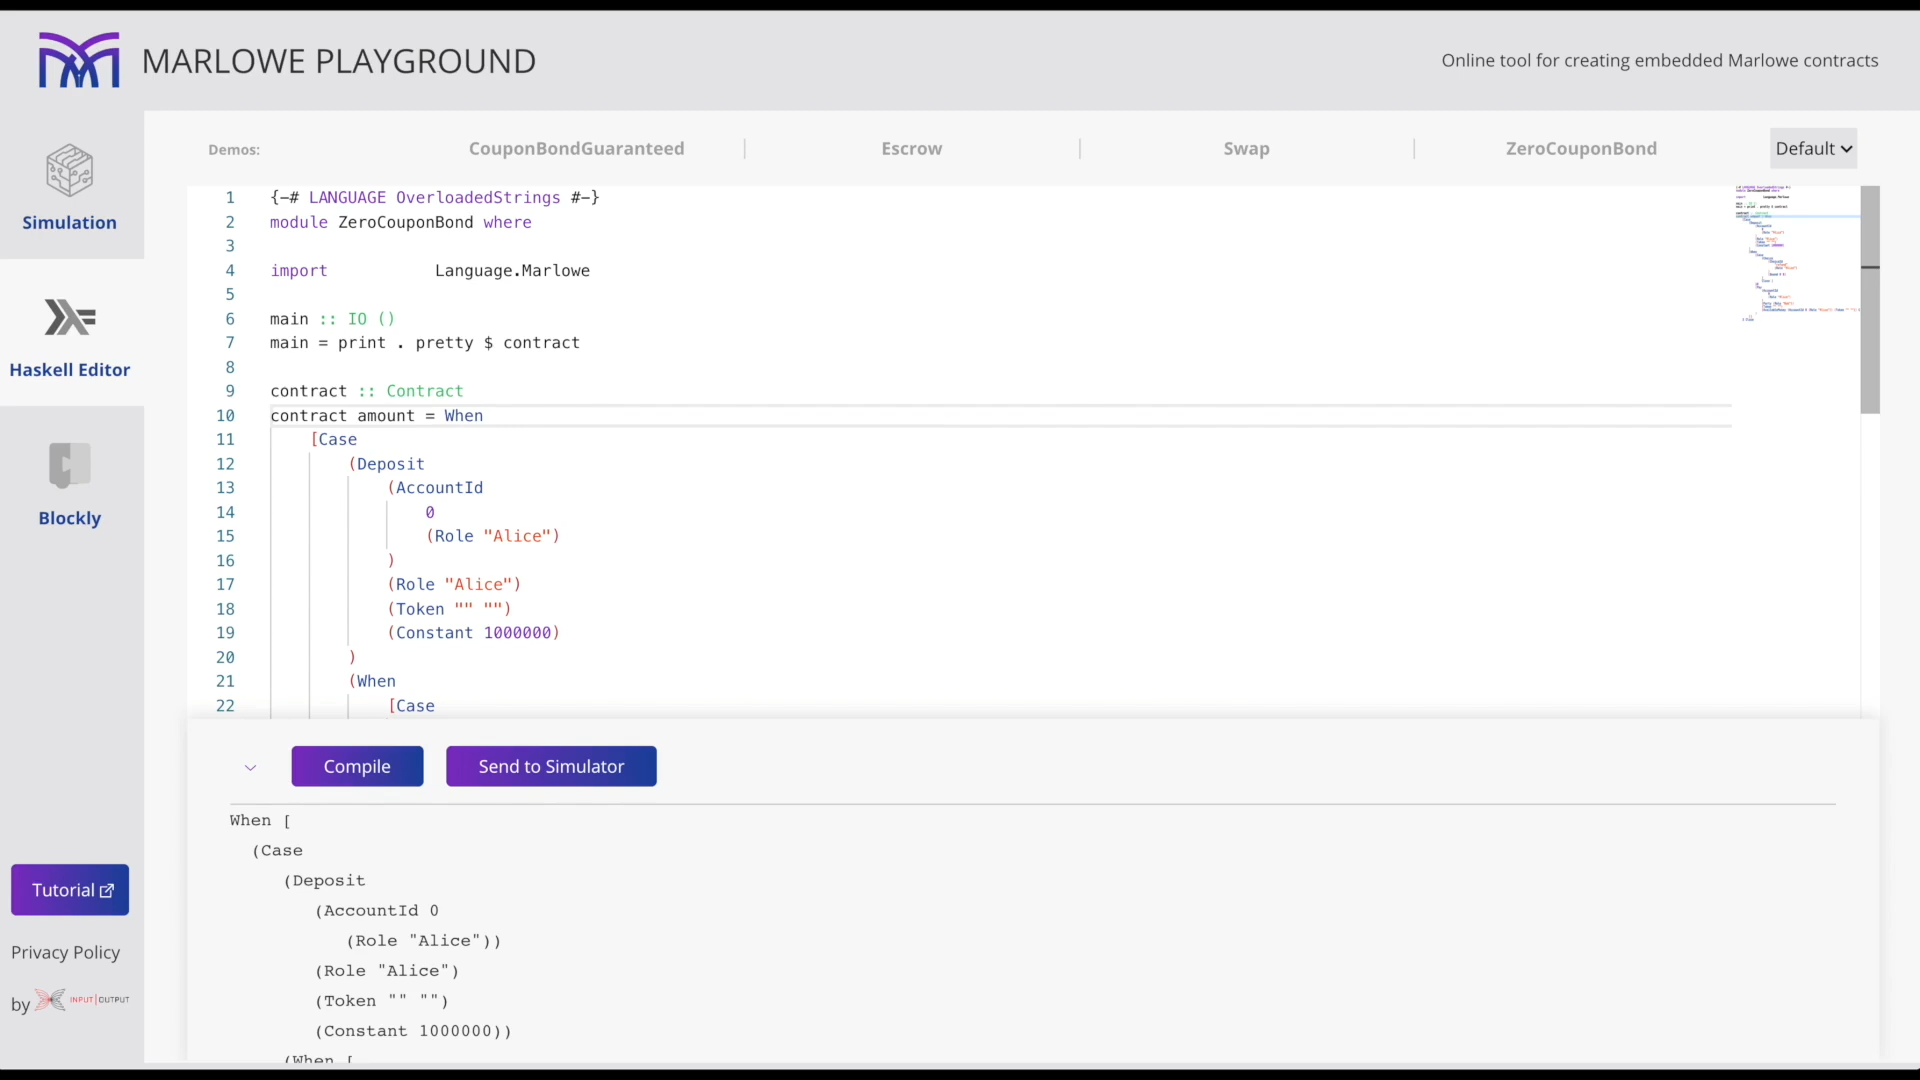 MARLOWE PLAYGROUND
Online tool for creating embedded Marlowe contracts
Simulation
Haskell Editor
Blockly
Tutorial
Privacy Policy
by INPUT | OUTPUT
Demos:
CouponBondGuaranteed | Escrow | Swap | ZeroCouponBond
Default
1 {-# LANGUAGE OverloadedStrings #-}
2 module ZeroCouponBond where
3
4 import           Language.Marlowe
5
6 main :: IO ()
7 main = print . pretty $ contract
8
9 contract :: Contract
10 contract amount = When
11     [Case
12         (Deposit
13             (AccountId
14                 0
15                 (Role "Alice")
16             )
17             (Role "Alice")
18             (Token "" "")
19             (Constant 1000000)
20         )
21         (When
22             [Case
Compile
Send to Simulator
When [
  (Case
     (Deposit
        (AccountId 0
           (Role "Alice"))
        (Role "Alice")
        (Token "" "")
        (Constant 1000000))
     (When [